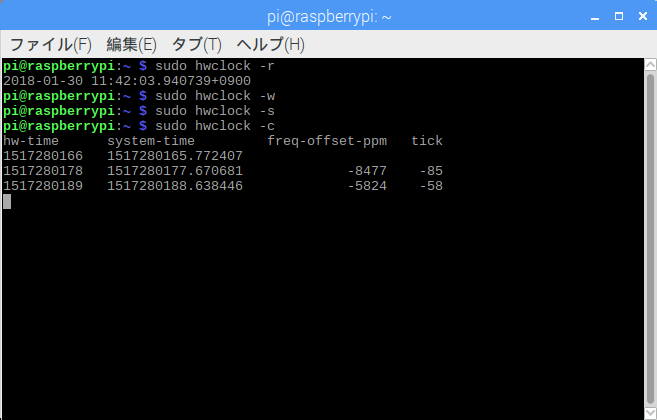 pi@raspberrypi: ~
ファイル(F) 編集(E) タブ(T) ヘルプ(H)
pi@raspberrypi:~ $ sudo hwclock -r
2018-01-30 11:42:03.940739+0900
pi@raspberrypi:~ $ sudo hwclock -w
pi@raspberrypi:~ $ sudo hwclock -s
pi@raspberrypi:~ $ sudo hwclock -c
hw-time      system-time         freq-offset-ppm   tick
1517280166   1517280165.772407
1517280178   1517280177.670681             -8477    -85
1517280189   1517280188.638446             -5824    -58